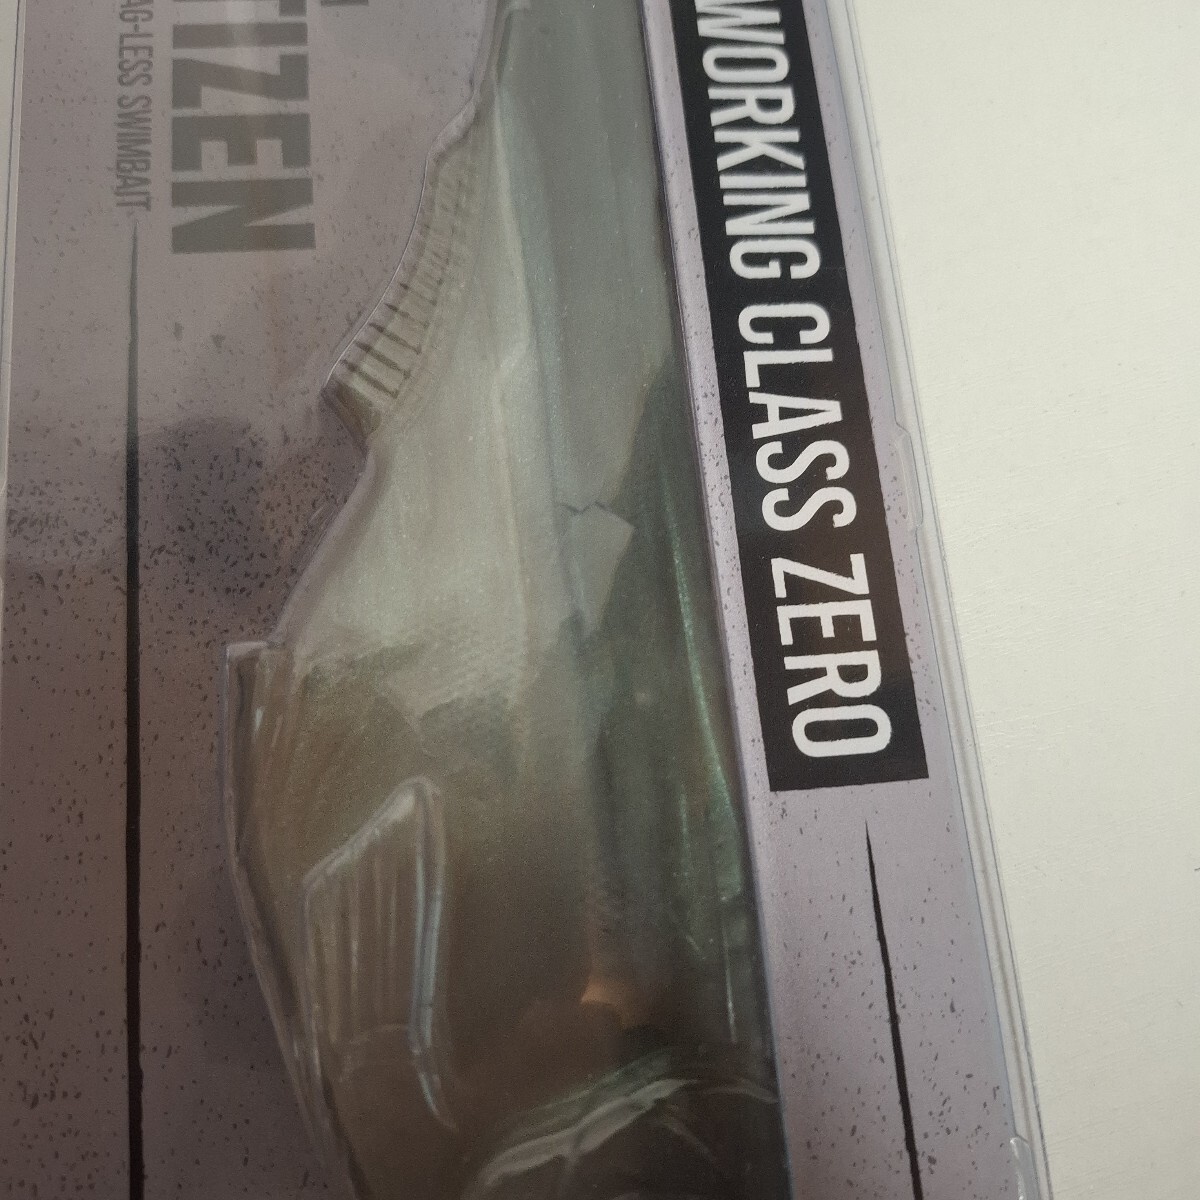 WORKING CLASS ZERO
TIZEN
AG-LESS SWIMBAIT